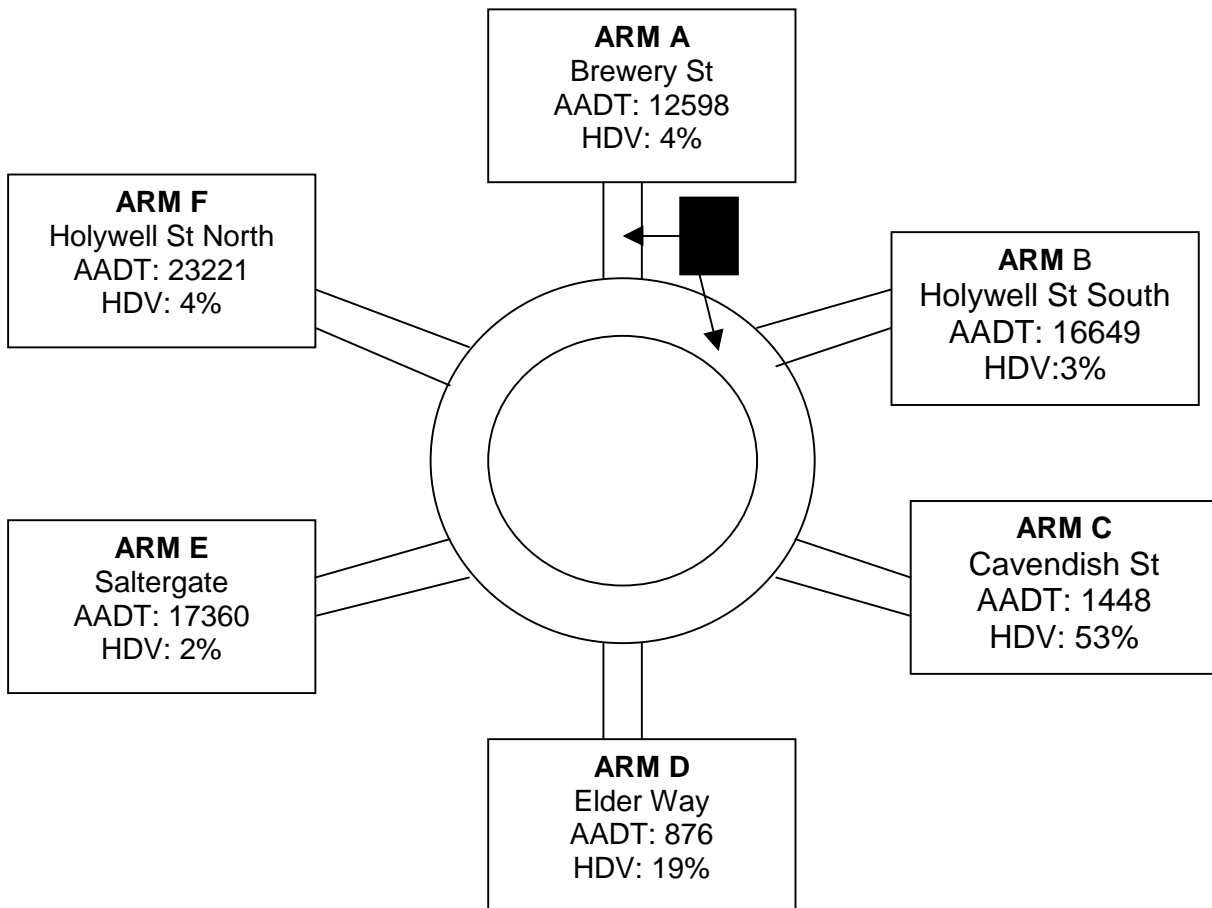 ARM A
Brewery St
AADT: 12598
HDV: 4%
ARM F
Holywell St North
AADT: 23221
HDV: 4%
ARM B
Holywell St South
AADT: 16649
HDV:3%
ARM E
Saltergate
AADT: 17360
HDV: 2%
ARM C
Cavendish St
AADT: 1448
HDV: 53%
ARM D
Elder Way
AADT: 876
HDV: 19%